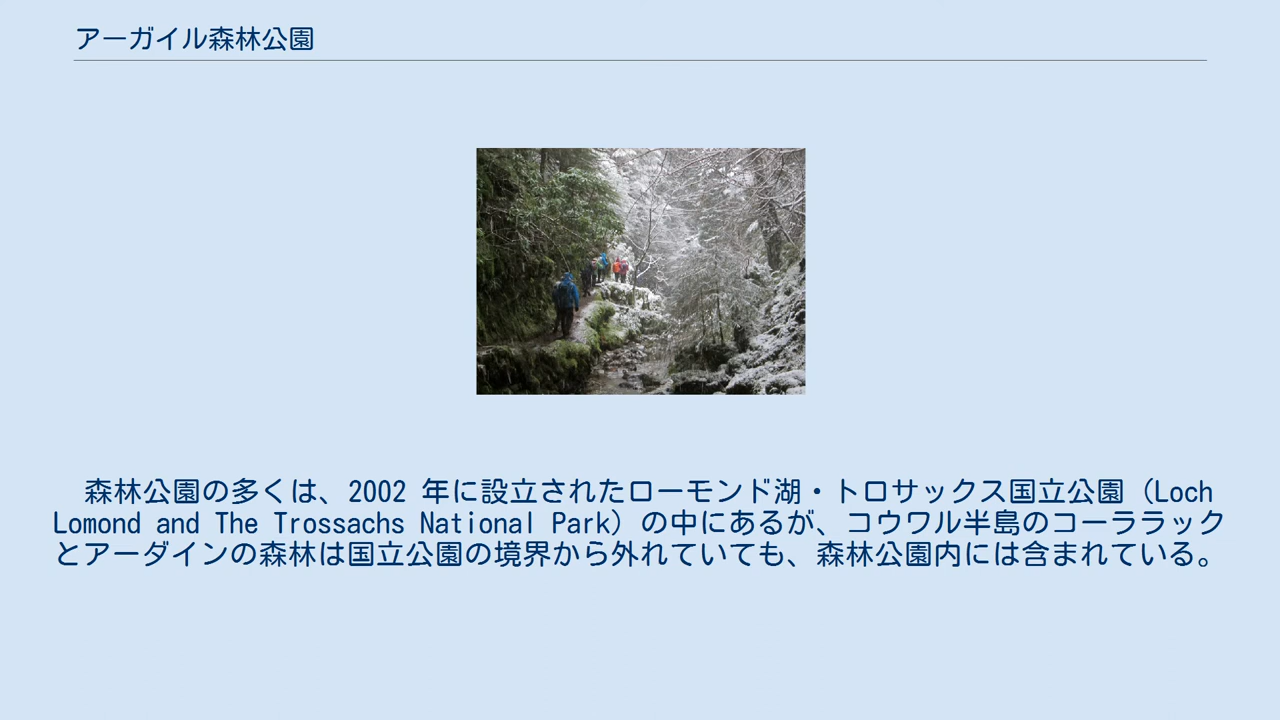 アーガイル森林公園
森林公園の多くは、2002 年に設立されたローモンド湖・トロサックス国立公園（Loch
Lomond and The Trossachs National Park）の中にあるが、コウワル半島のコーララック
とアーダインの森林は国立公園の境界から外れていても、森林公園内には含まれている。